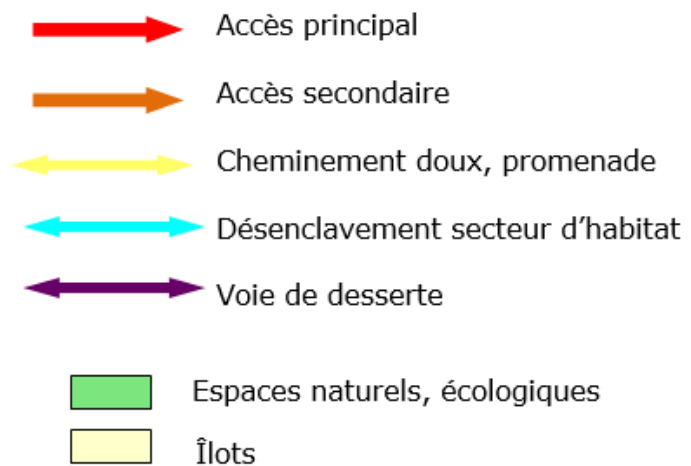 Accès principal
Accès secondaire
Cheminement doux, promenade
Désenclavement secteur d’habitat
Voie de desserte
Espaces naturels, écologiques
Îlots